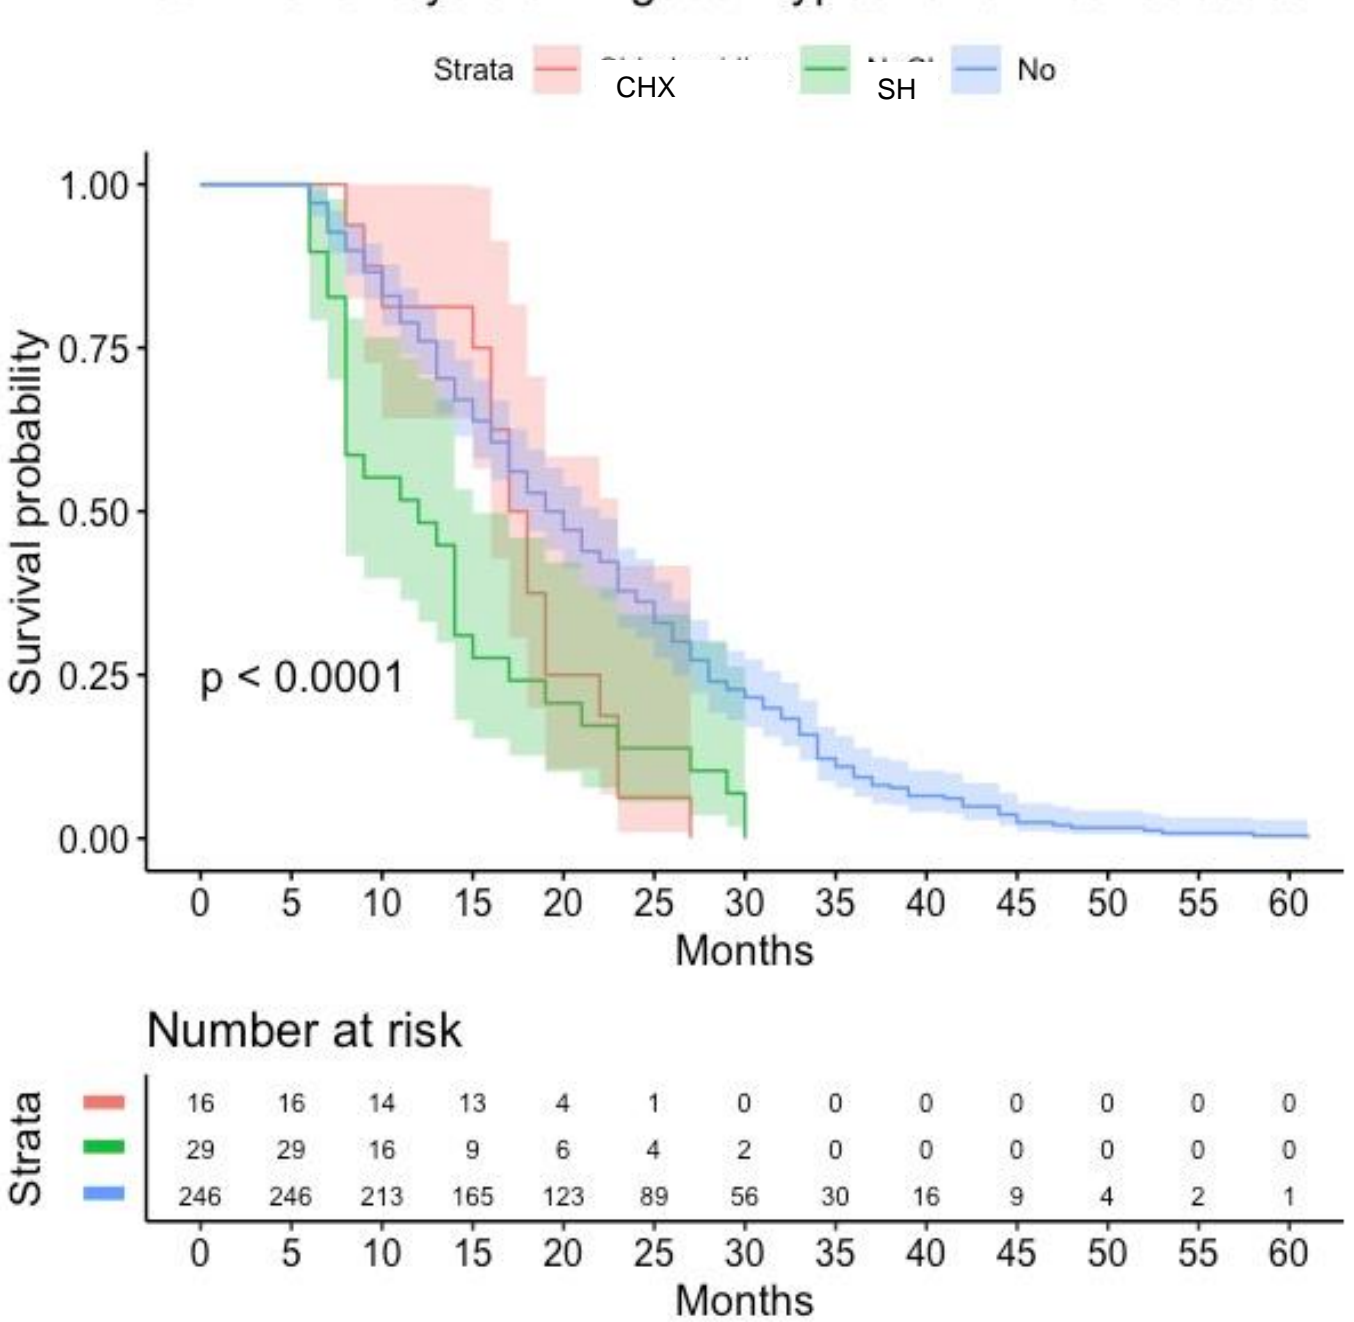 Strata CHX SH No
Survival probability
1.00
0.75
0.50
0.25
0.00
p < 0.0001
0 5 10 15 20 25 30 35 40 45 50 55 60
Months
Number at risk
Strata
16 16 14 13 4 1 0 0 0 0 0 0 0
29 29 16 9 6 4 2 0 0 0 0 0 0
246 246 213 165 123 89 56 30 16 9 4 2 1
0 5 10 15 20 25 30 35 40 45 50 55 60
Months